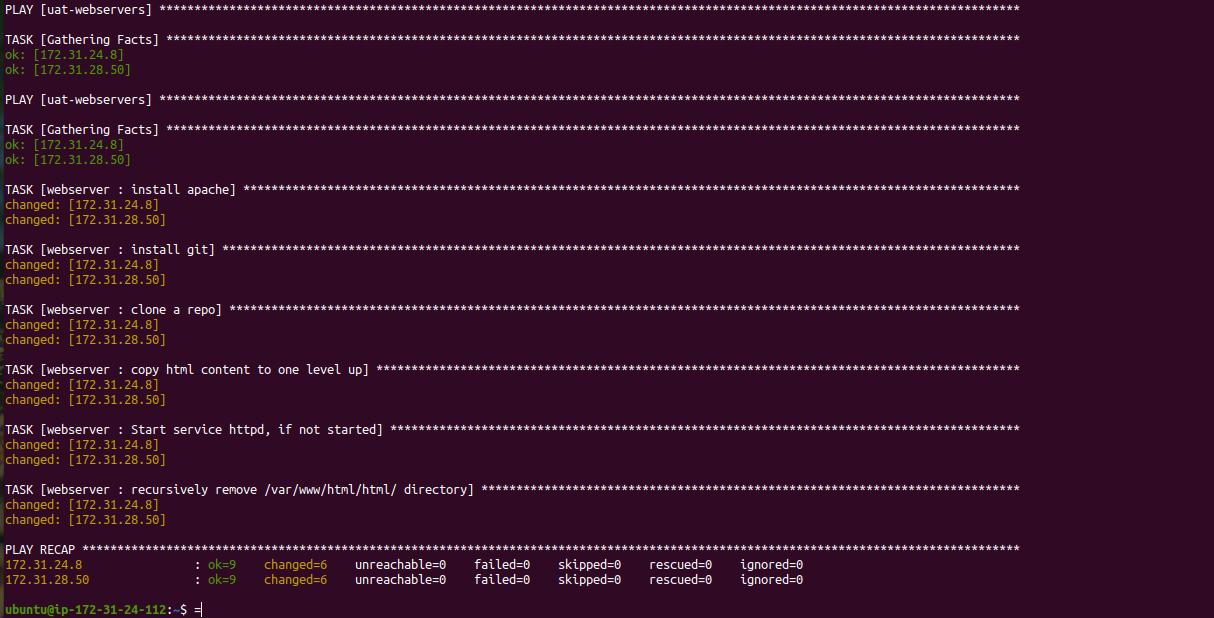 PLAY [uat-webservers] **************************************************************************************************************************
TASK [Gathering Facts] *************************************************************************************************************************
ok: [172.31.24.8]
ok: [172.31.28.50]
PLAY [uat-webservers] **************************************************************************************************************************
TASK [Gathering Facts] *************************************************************************************************************************
ok: [172.31.24.8]
ok: [172.31.28.50]
TASK [webserver : install apache] **************************************************************************************************************
changed: [172.31.24.8]
changed: [172.31.28.50]
TASK [webserver : install git] *****************************************************************************************************************
changed: [172.31.24.8]
changed: [172.31.28.50]
TASK [webserver : clone a repo] ****************************************************************************************************************
changed: [172.31.24.8]
changed: [172.31.28.50]
TASK [webserver : copy html content to one level up] *******************************************************************************************
changed: [172.31.24.8]
changed: [172.31.28.50]
TASK [webserver : Start service httpd, if not started] *****************************************************************************************
changed: [172.31.24.8]
changed: [172.31.28.50]
TASK [webserver : recursively remove /var/www/html/html/ directory] ****************************************************************************
changed: [172.31.24.8]
changed: [172.31.28.50]
PLAY RECAP *************************************************************************************************************************************
172.31.24.8                : ok=9    changed=6    unreachable=0    failed=0    skipped=0    rescued=0    ignored=0
172.31.28.50               : ok=9    changed=6    unreachable=0    failed=0    skipped=0    rescued=0    ignored=0
ubuntu@ip-172-31-24-112:~$ =